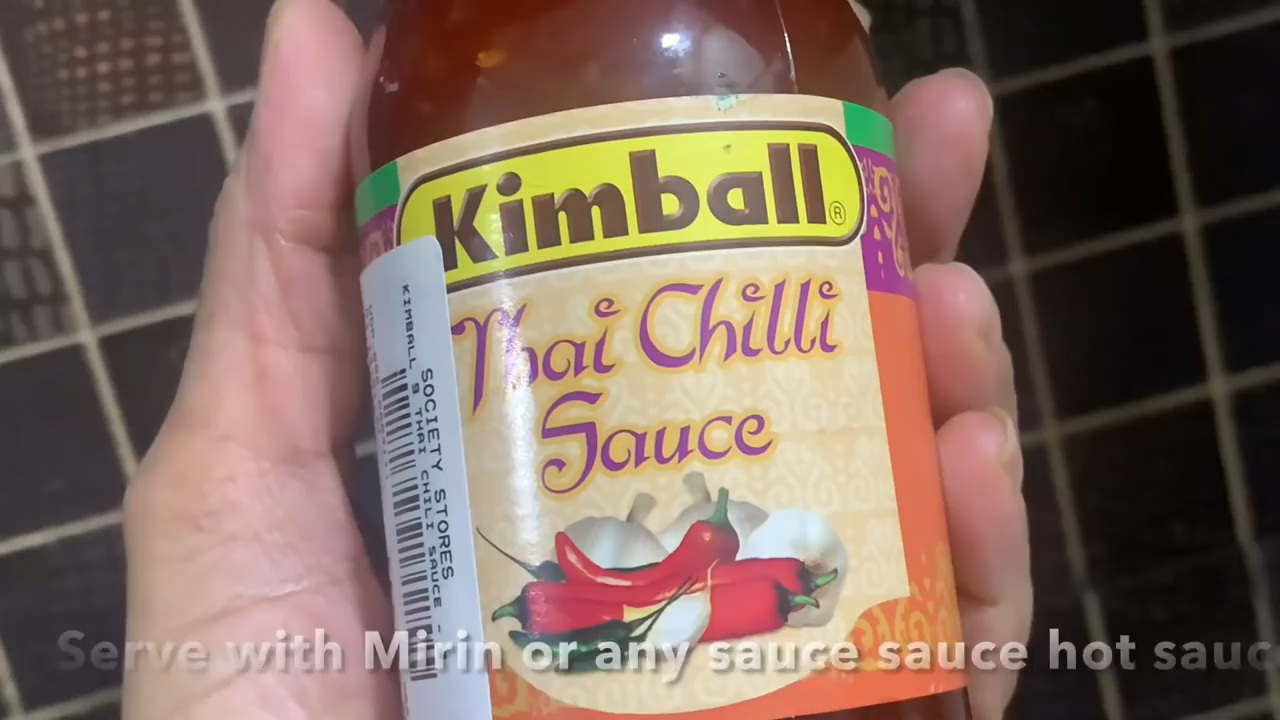 Kimball®
Thai Chilli
Sauce
SOCIETY STORES
KIMBALL 9 THAI CHILI SAUCE -
Serve with Mirin or any sauce sauce hot sauc